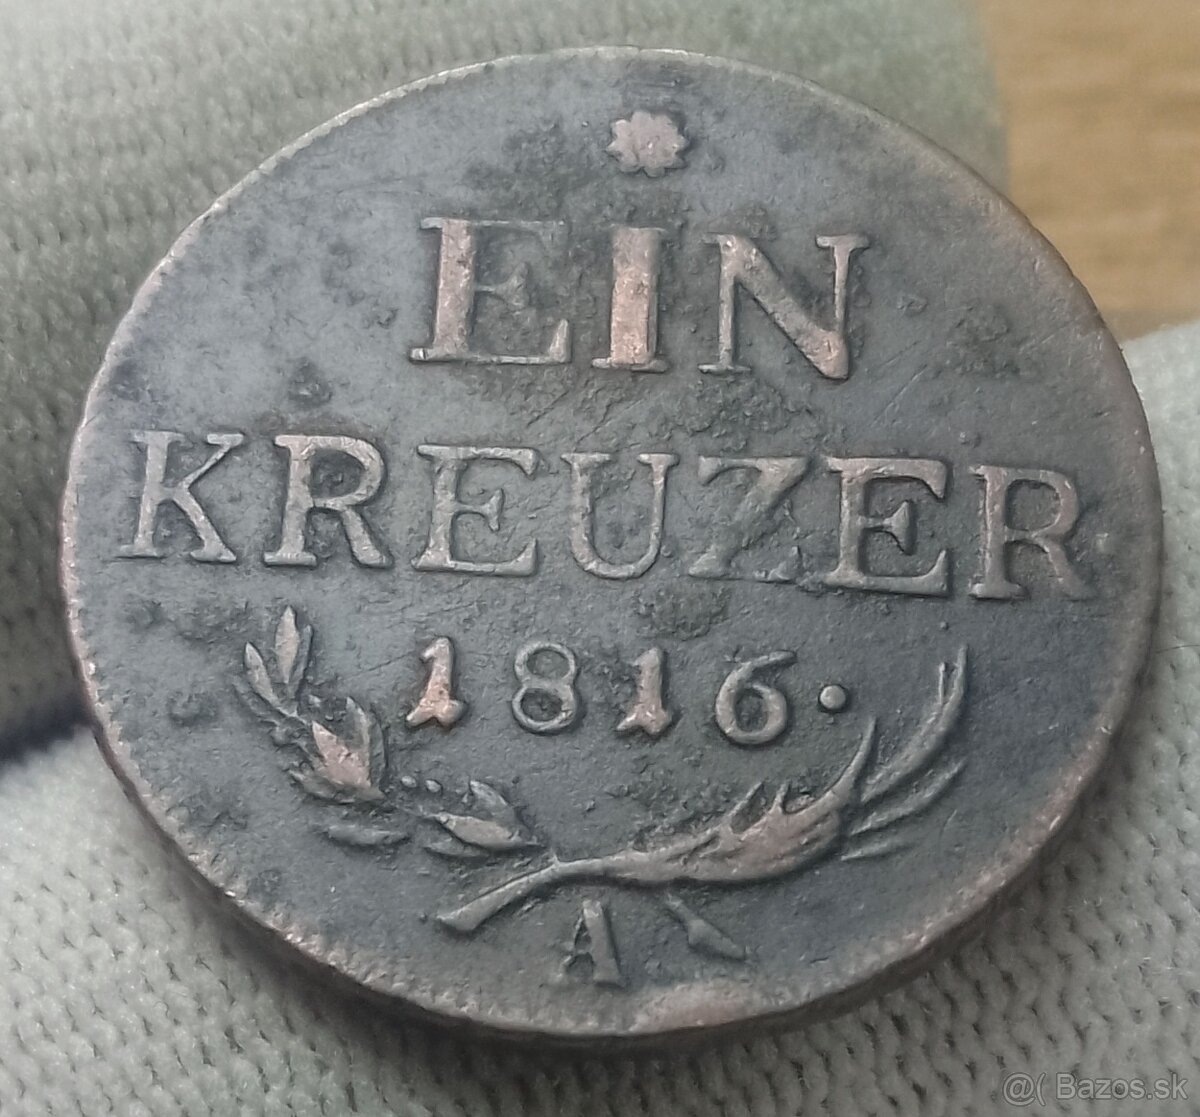 EIN
KREUZER
1816.
A
@( Bazos.sk